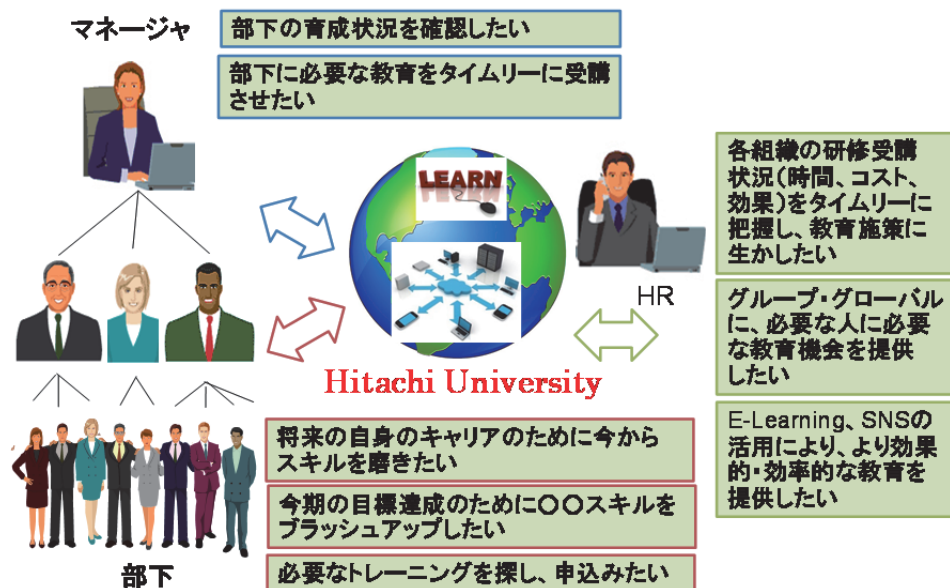 マネージャ
部下の育成状況を確認したい
部下に必要な教育をタイムリーに受講
させたい
LEARN
各組織の研修受講
状況(時間、コスト、
効果)をタイムリーに
把握し、教育施策に
生かしたい
HR
グループ・グローバル
に、必要な人に必要
な教育機会を提供
したい
Hitachi University
E-Learning、SNSの
活用により、より効果
的・効率的な教育を
提供したい
将来の自身のキャリアのために今から
スキルを磨きたい
今期の目標達成のために〇〇スキルを
ブラッシュアップしたい
必要なトレーニングを探し、申込みたい
部下